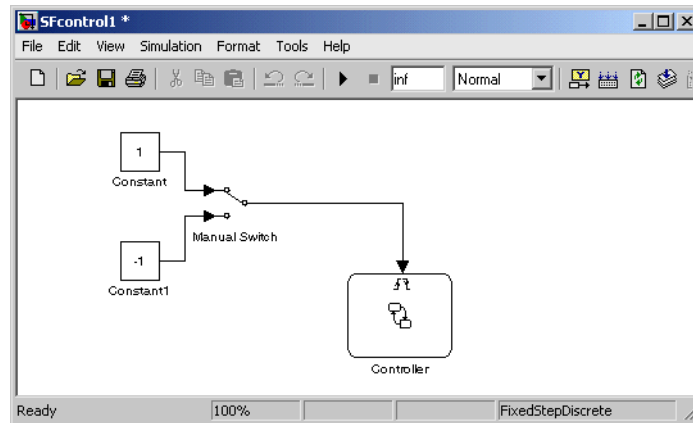 SFcontrol1 *
File Edit View Simulation Format Tools Help
inf Normal
1
Constant
Manual Switch
-1
Constant1
Controller
Ready 100% FixedStepDiscrete